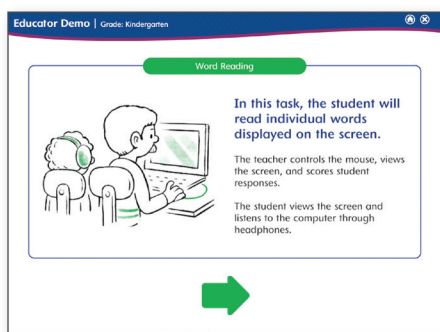 Educator Demo | Grade: Kindergarten
Word Reading
In this task, the student will
read individual words
displayed on the screen.
The teacher controls the mouse, views
the screen, and scores student
responses.
The student views the screen and
listens to the computer through
headphones.